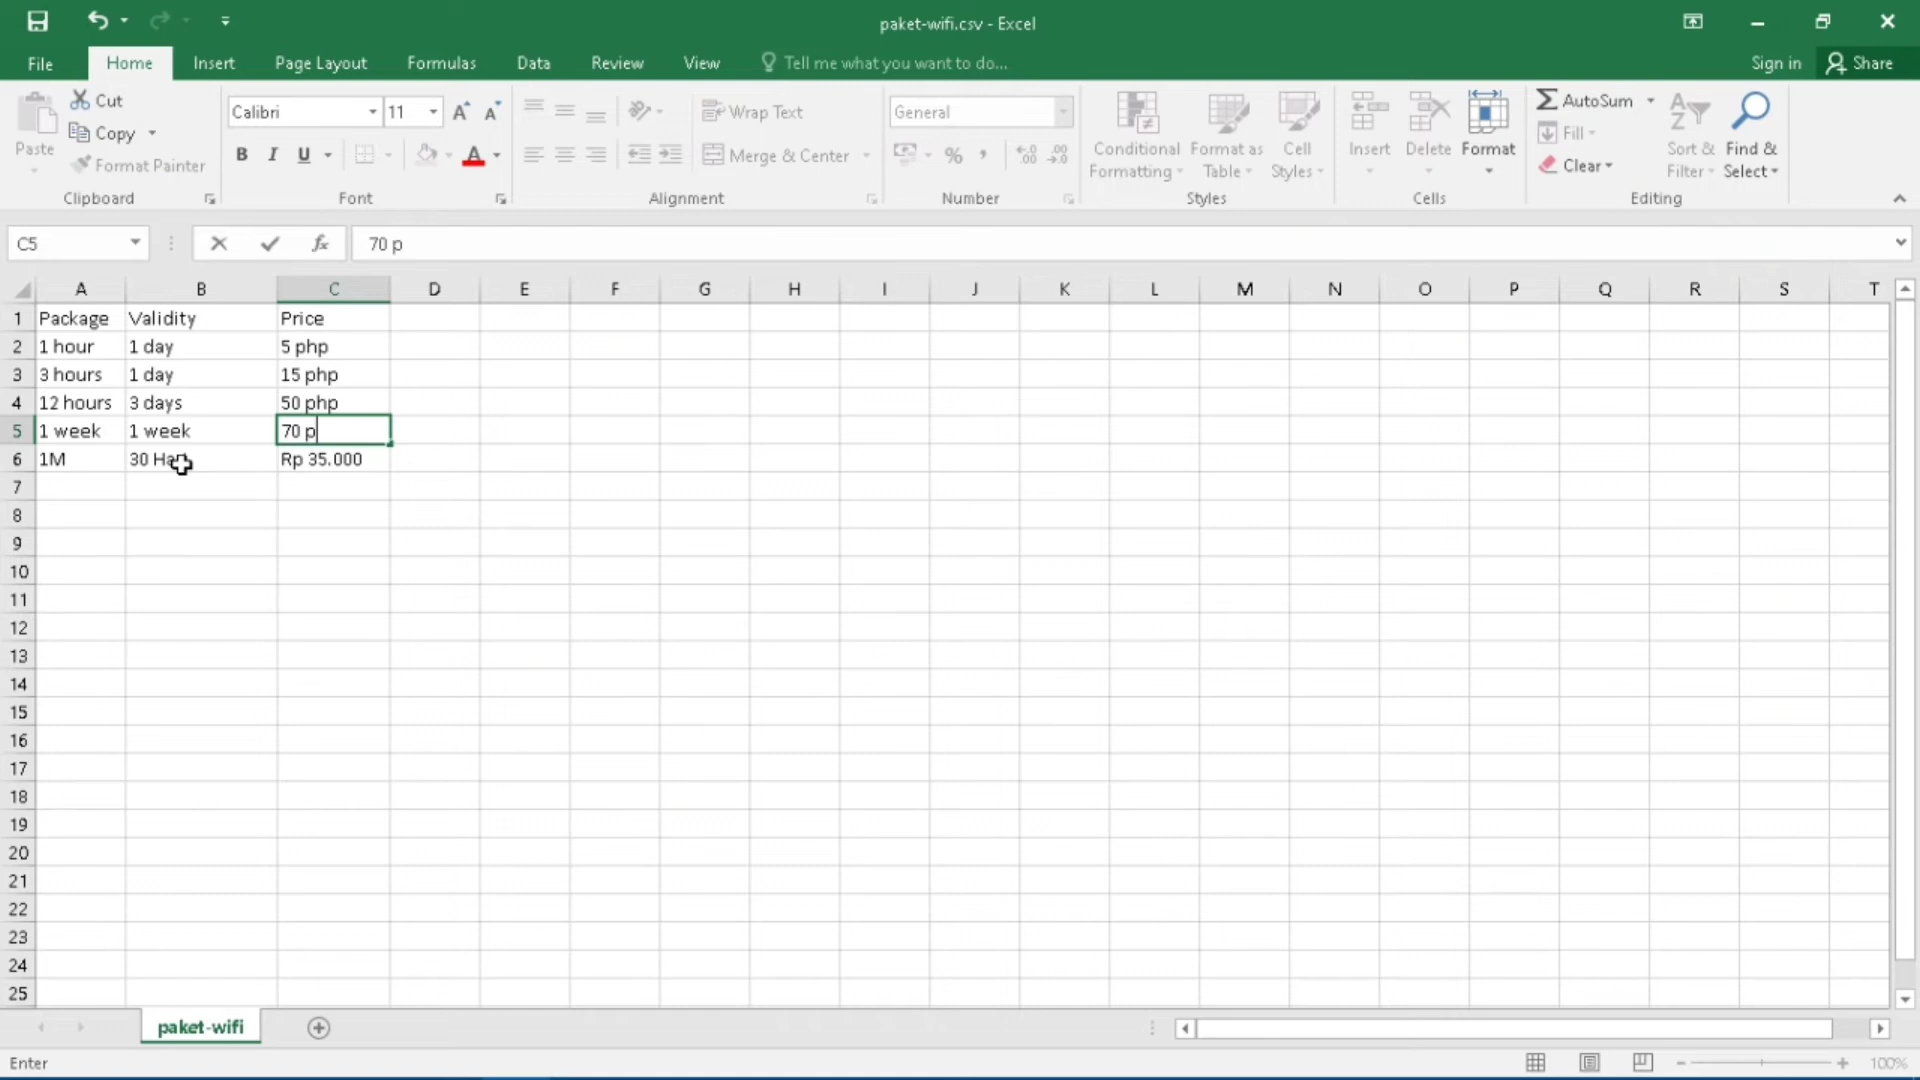 paket-wifi.csv - Excel
File Home Insert Page Layout Formulas Data Review View Tell me what you want to do... Sign in Share
Paste Cut Copy Format Painter
Calibri 11
B I U A
Wrap Text
Merge & Center
General
% ,
Conditional Formatting Format as Table Cell Styles
Insert Delete Format
AutoSum Fill Clear
Sort & Filter Find & Select
Clipboard Font Alignment Number Styles Cells Editing
C5 fx 70 p
A B C D E F G H I J K L M N O P Q R S T
1 Package Validity Price
2 1 hour 1 day 5 php
3 3 hours 1 day 15 php
4 12 hours 3 days 50 php
5 1 week 1 week 70 p
6 1M 30 Rp 35.000
7
8
9
10
11
12
13
14
15
16
17
18
19
20
21
22
23
24
25
paket-wifi
Enter 100%